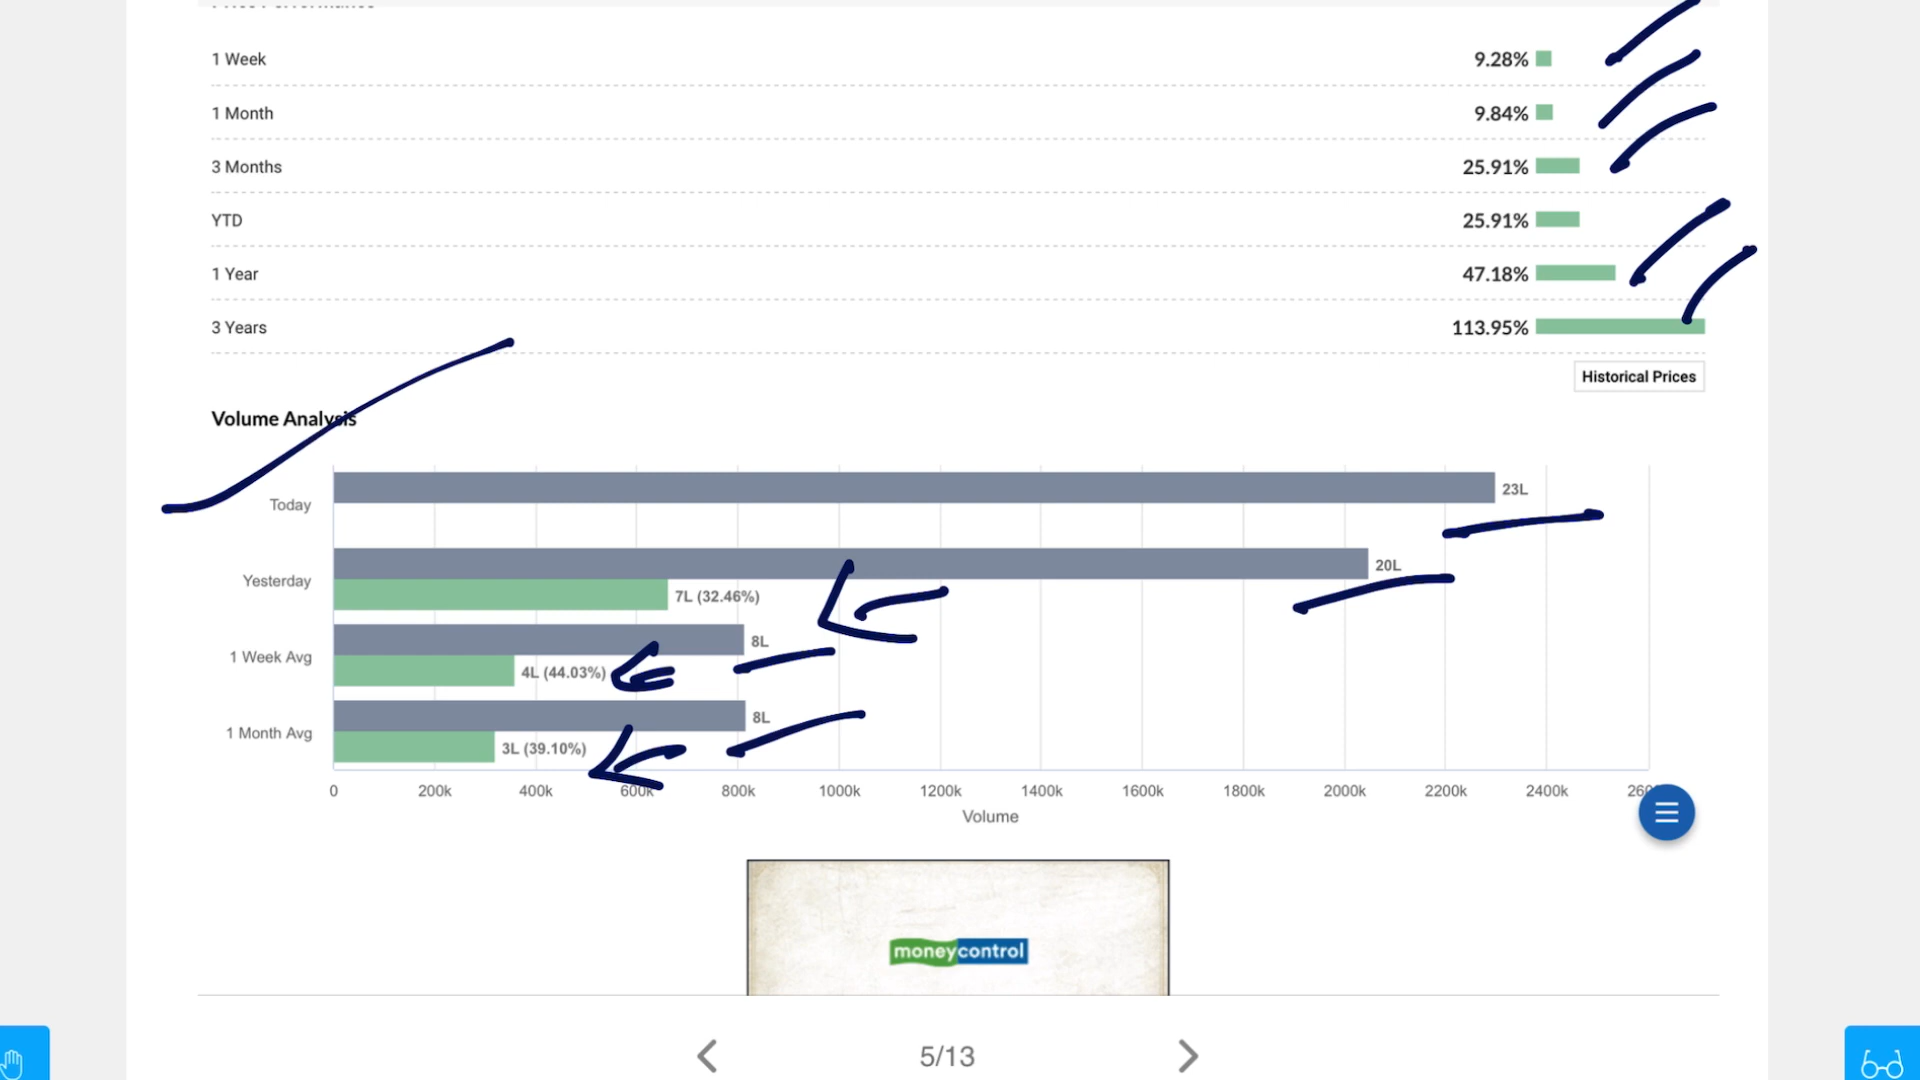 1 Week 9.28%
1 Month 9.84%
3 Months 25.91%
YTD 25.91%
1 Year 47.18%
3 Years 113.95%
Historical Prices
Volume Analysis
Today 23L
Yesterday 20L
7L (32.46%)
1 Week Avg 8L
4L (44.03%)
1 Month Avg 8L
3L (39.10%)
0 200k 400k 600k 800k 1000k 1200k 1400k 1600k 1800k 2000k 2200k 2400k
Volume
moneycontrol
5/13